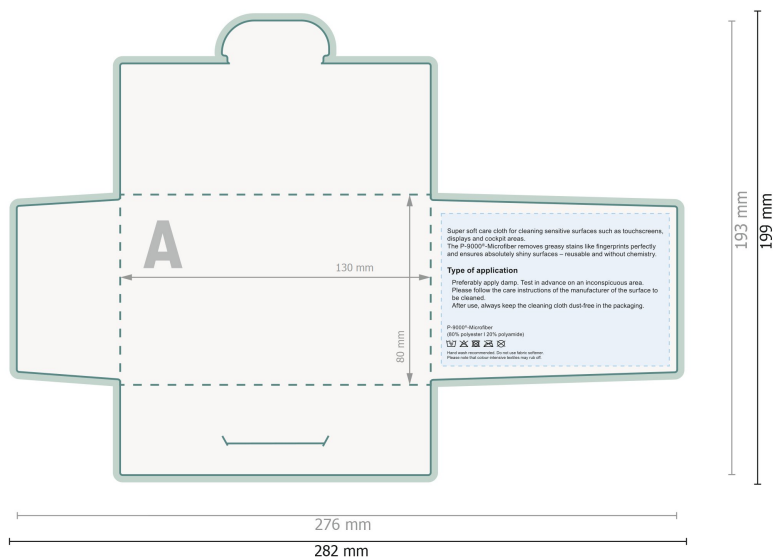 A
130 mm
80 mm
Super soft care cloth for cleaning sensitive surfaces such as touchscreens,
displays and cockpit areas.
The P-9000®-Microfiber removes greasy stains like fingerprints perfectly
and ensures absolutely shiny surfaces – reusable and without chemistry.
Type of application
Preferably apply damp. Test in advance on an inconspicuous area.
Please follow the care instructions of the manufacturer of the surface to
be cleaned.
After use, always keep the cleaning cloth dust-free in the packaging.
P-9000®-Microfiber
(80% polyester I 20% polyamide)
Hand wash recommended. Do not use fabric softener.
Please note that colour intensive textiles may rub off.
193 mm
199 mm
276 mm
282 mm